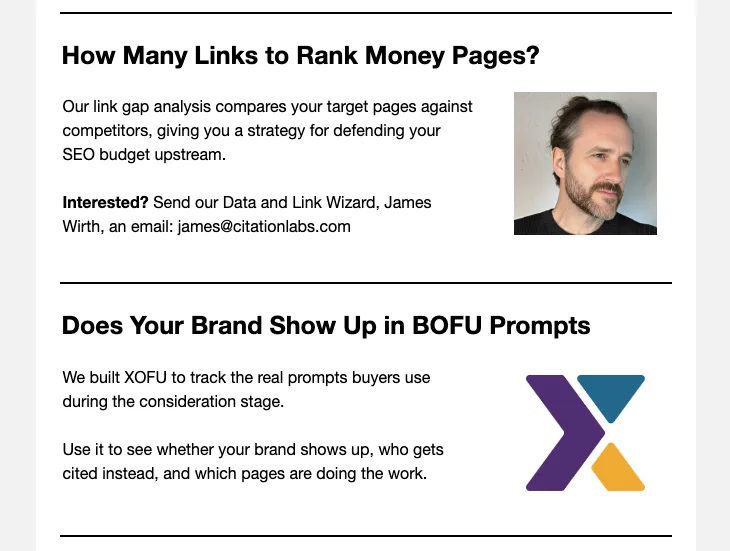 How Many Links to Rank Money Pages?
Our link gap analysis compares your target pages against
competitors, giving you a strategy for defending your
SEO budget upstream.
Interested? Send our Data and Link Wizard, James
Wirth, an email: james@citationlabs.com
Does Your Brand Show Up in BOFU Prompts
We built XOFU to track the real prompts buyers use
during the consideration stage.
Use it to see whether your brand shows up, who gets
cited instead, and which pages are doing the work.